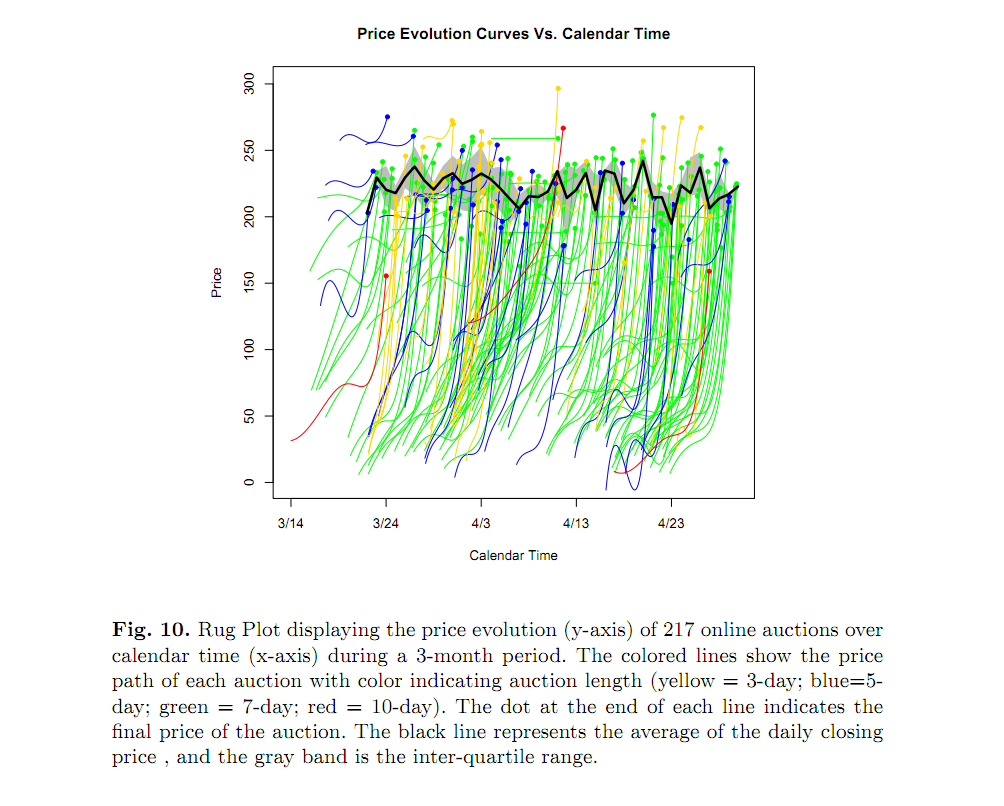 Price Evolution Curves Vs. Calendar Time
300
250
200
150
100
50
0
Price
3/14 3/24 4/3 4/13 4/23
Calendar Time
Fig. 10. Rug Plot displaying the price evolution (y-axis) of 217 online auctions over
calendar time (x-axis) during a 3-month period. The colored lines show the price
path of each auction with color indicating auction length (yellow = 3-day; blue=5-
day; green = 7-day; red = 10-day). The dot at the end of each line indicates the
final price of the auction. The black line represents the average of the daily closing
price , and the gray band is the inter-quartile range.